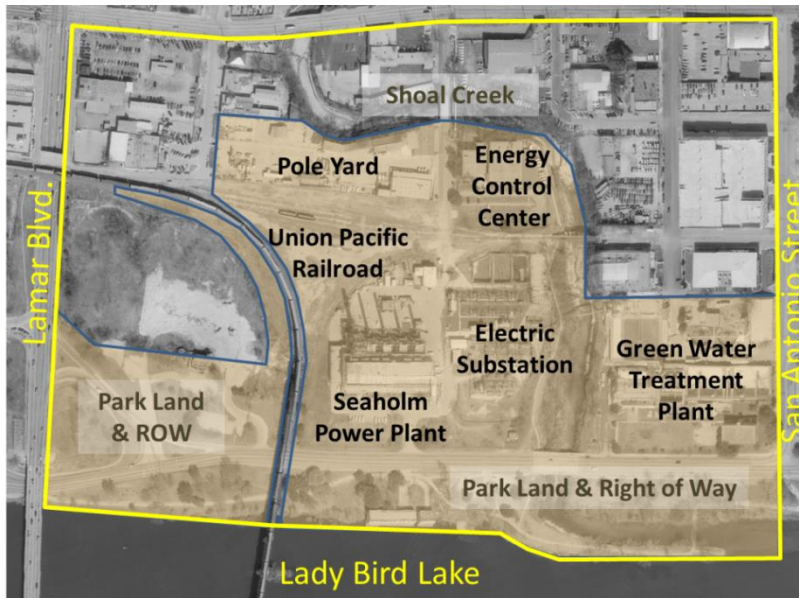 Shoal Creek
Pole Yard
Energy
Control
Center
Union Pacific
Railroad
Lamar Blvd.
San Antonio Street
Electric
Substation
Green Water
Treatment
Plant
Park Land
& ROW
Seaholm
Power Plant
Park Land & Right of Way
Lady Bird Lake